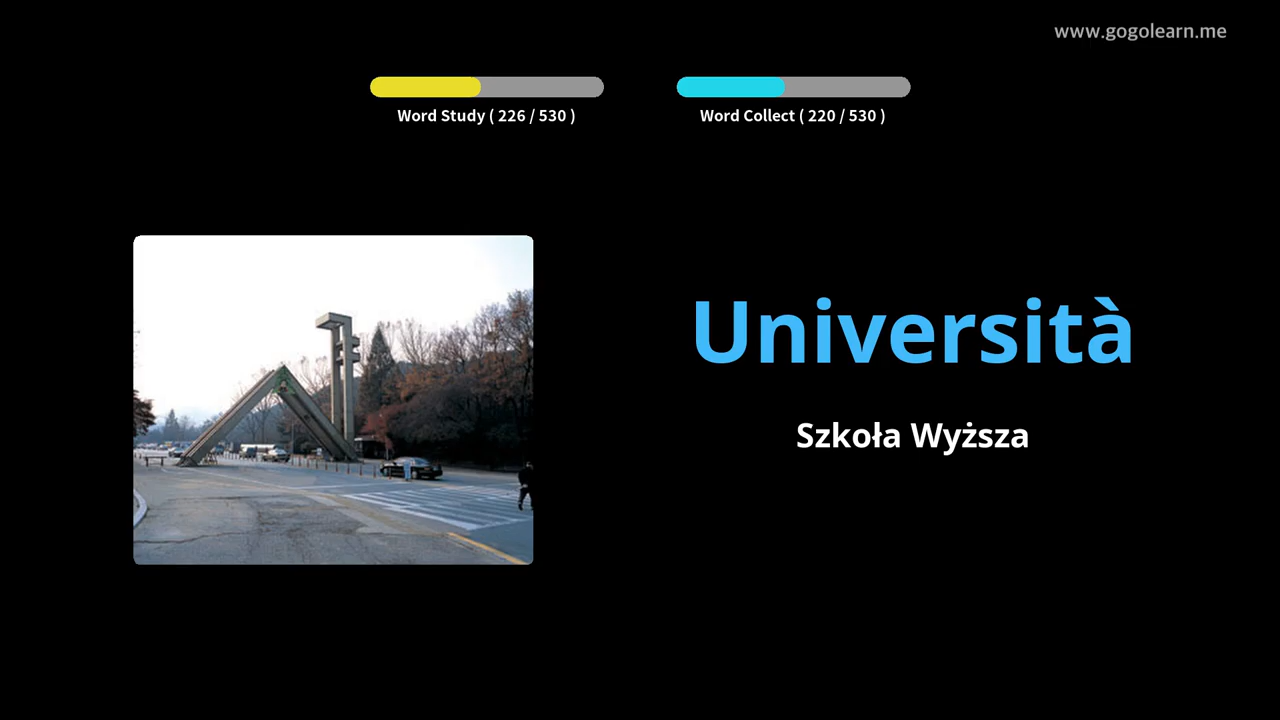 www.gogolearn.me
Word Study ( 226 / 530 )
Word Collect ( 220 / 530 )
Università
Szkoła Wyższa